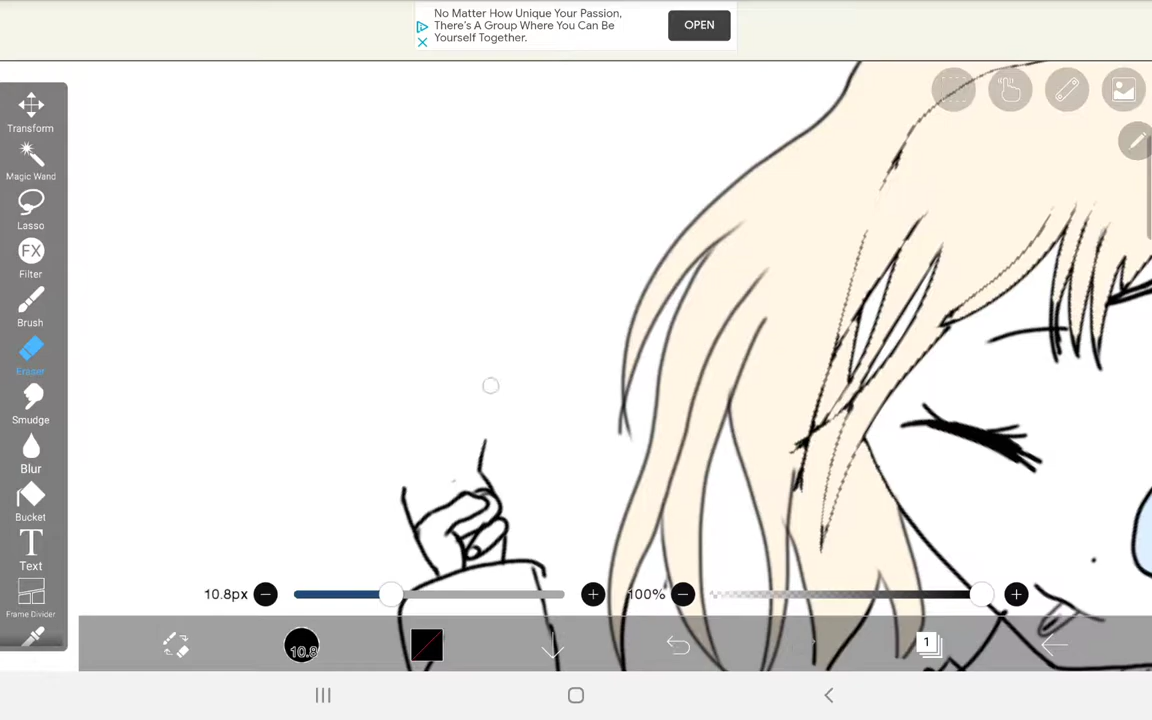 No Matter How Unique Your Passion,
There's A Group Where You Can Be
Yourself Together.
OPEN
Transform
Magic Wand
Lasso
FX
Filter
Brush
Eraser
Smudge
Blur
Bucket
T
Text
Frame Divider
10.8px
100%
10.8
1